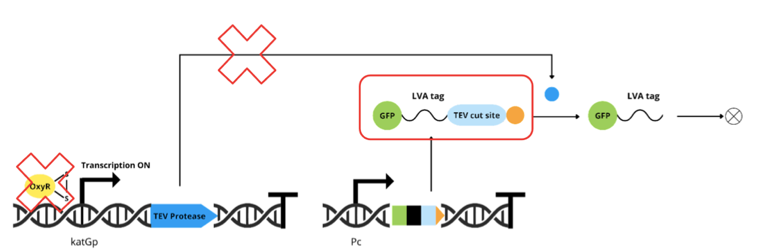 LVA tag
LVA tag
GFP
TEV cut site
GFP
Transcription ON
OxyR
S
S
TEV Protease
katGp
Pc